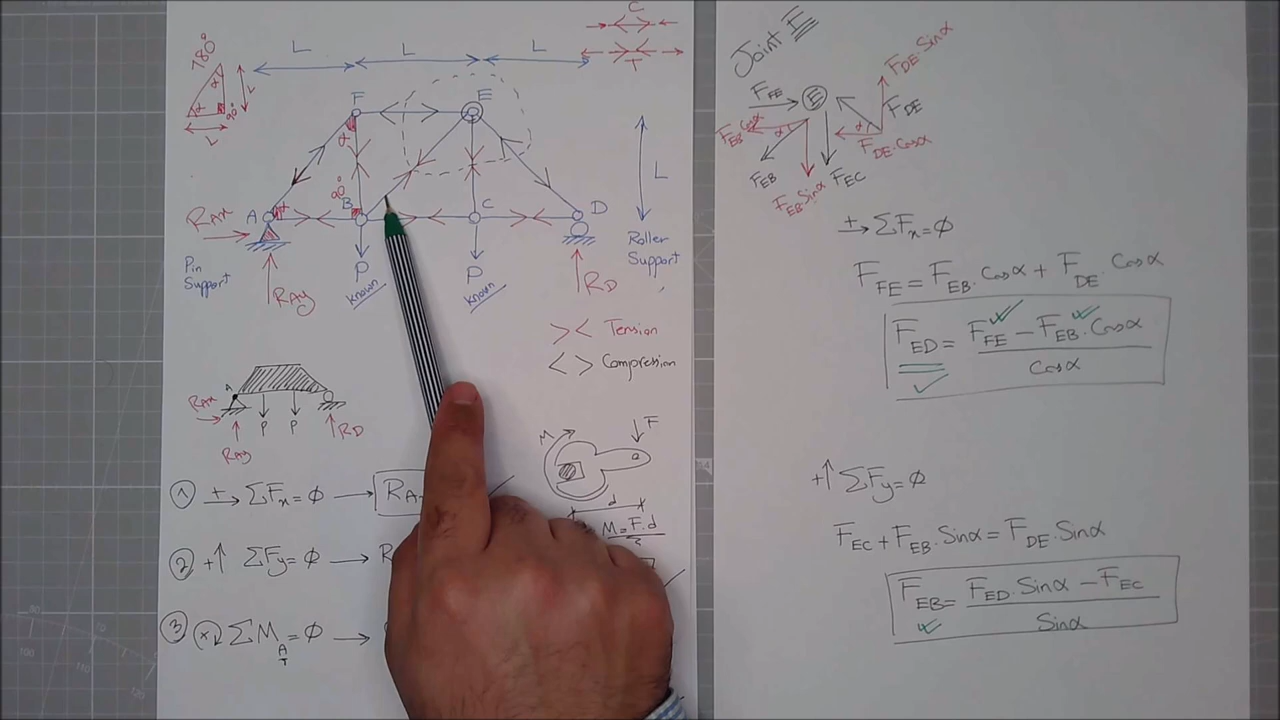 L L L
C
T
180°
α
α
90°
L
L
F
E
α
90°
L
A
α
B
C
D
RAx
Pin Support
RAy
P
known
P
known
RD
Roller Support
> < Tension
< > Compression
A
RAx
RAy
P
P
RD
M
F
a
d
M = F.d
① +→ ΣFx = ϕ → RA
② +↑ ΣFy = ϕ → R
③ ΣM A = ϕ →
Joint E
FFE
E
FDE·Sinα
FDE
α
FDE·Cosα
FEB Cosα
α
FEB
FEB·Sinα
FEC
+→ ΣFx = ϕ
FFE = FEB·Cosα + FDE·Cosα
FED = FFE − FEB·Cosα
Cosα
+↑ ΣFy = ϕ
FEC + FEB·Sinα = FDE·Sinα
FEB = FED·Sinα − FEC
Sinα